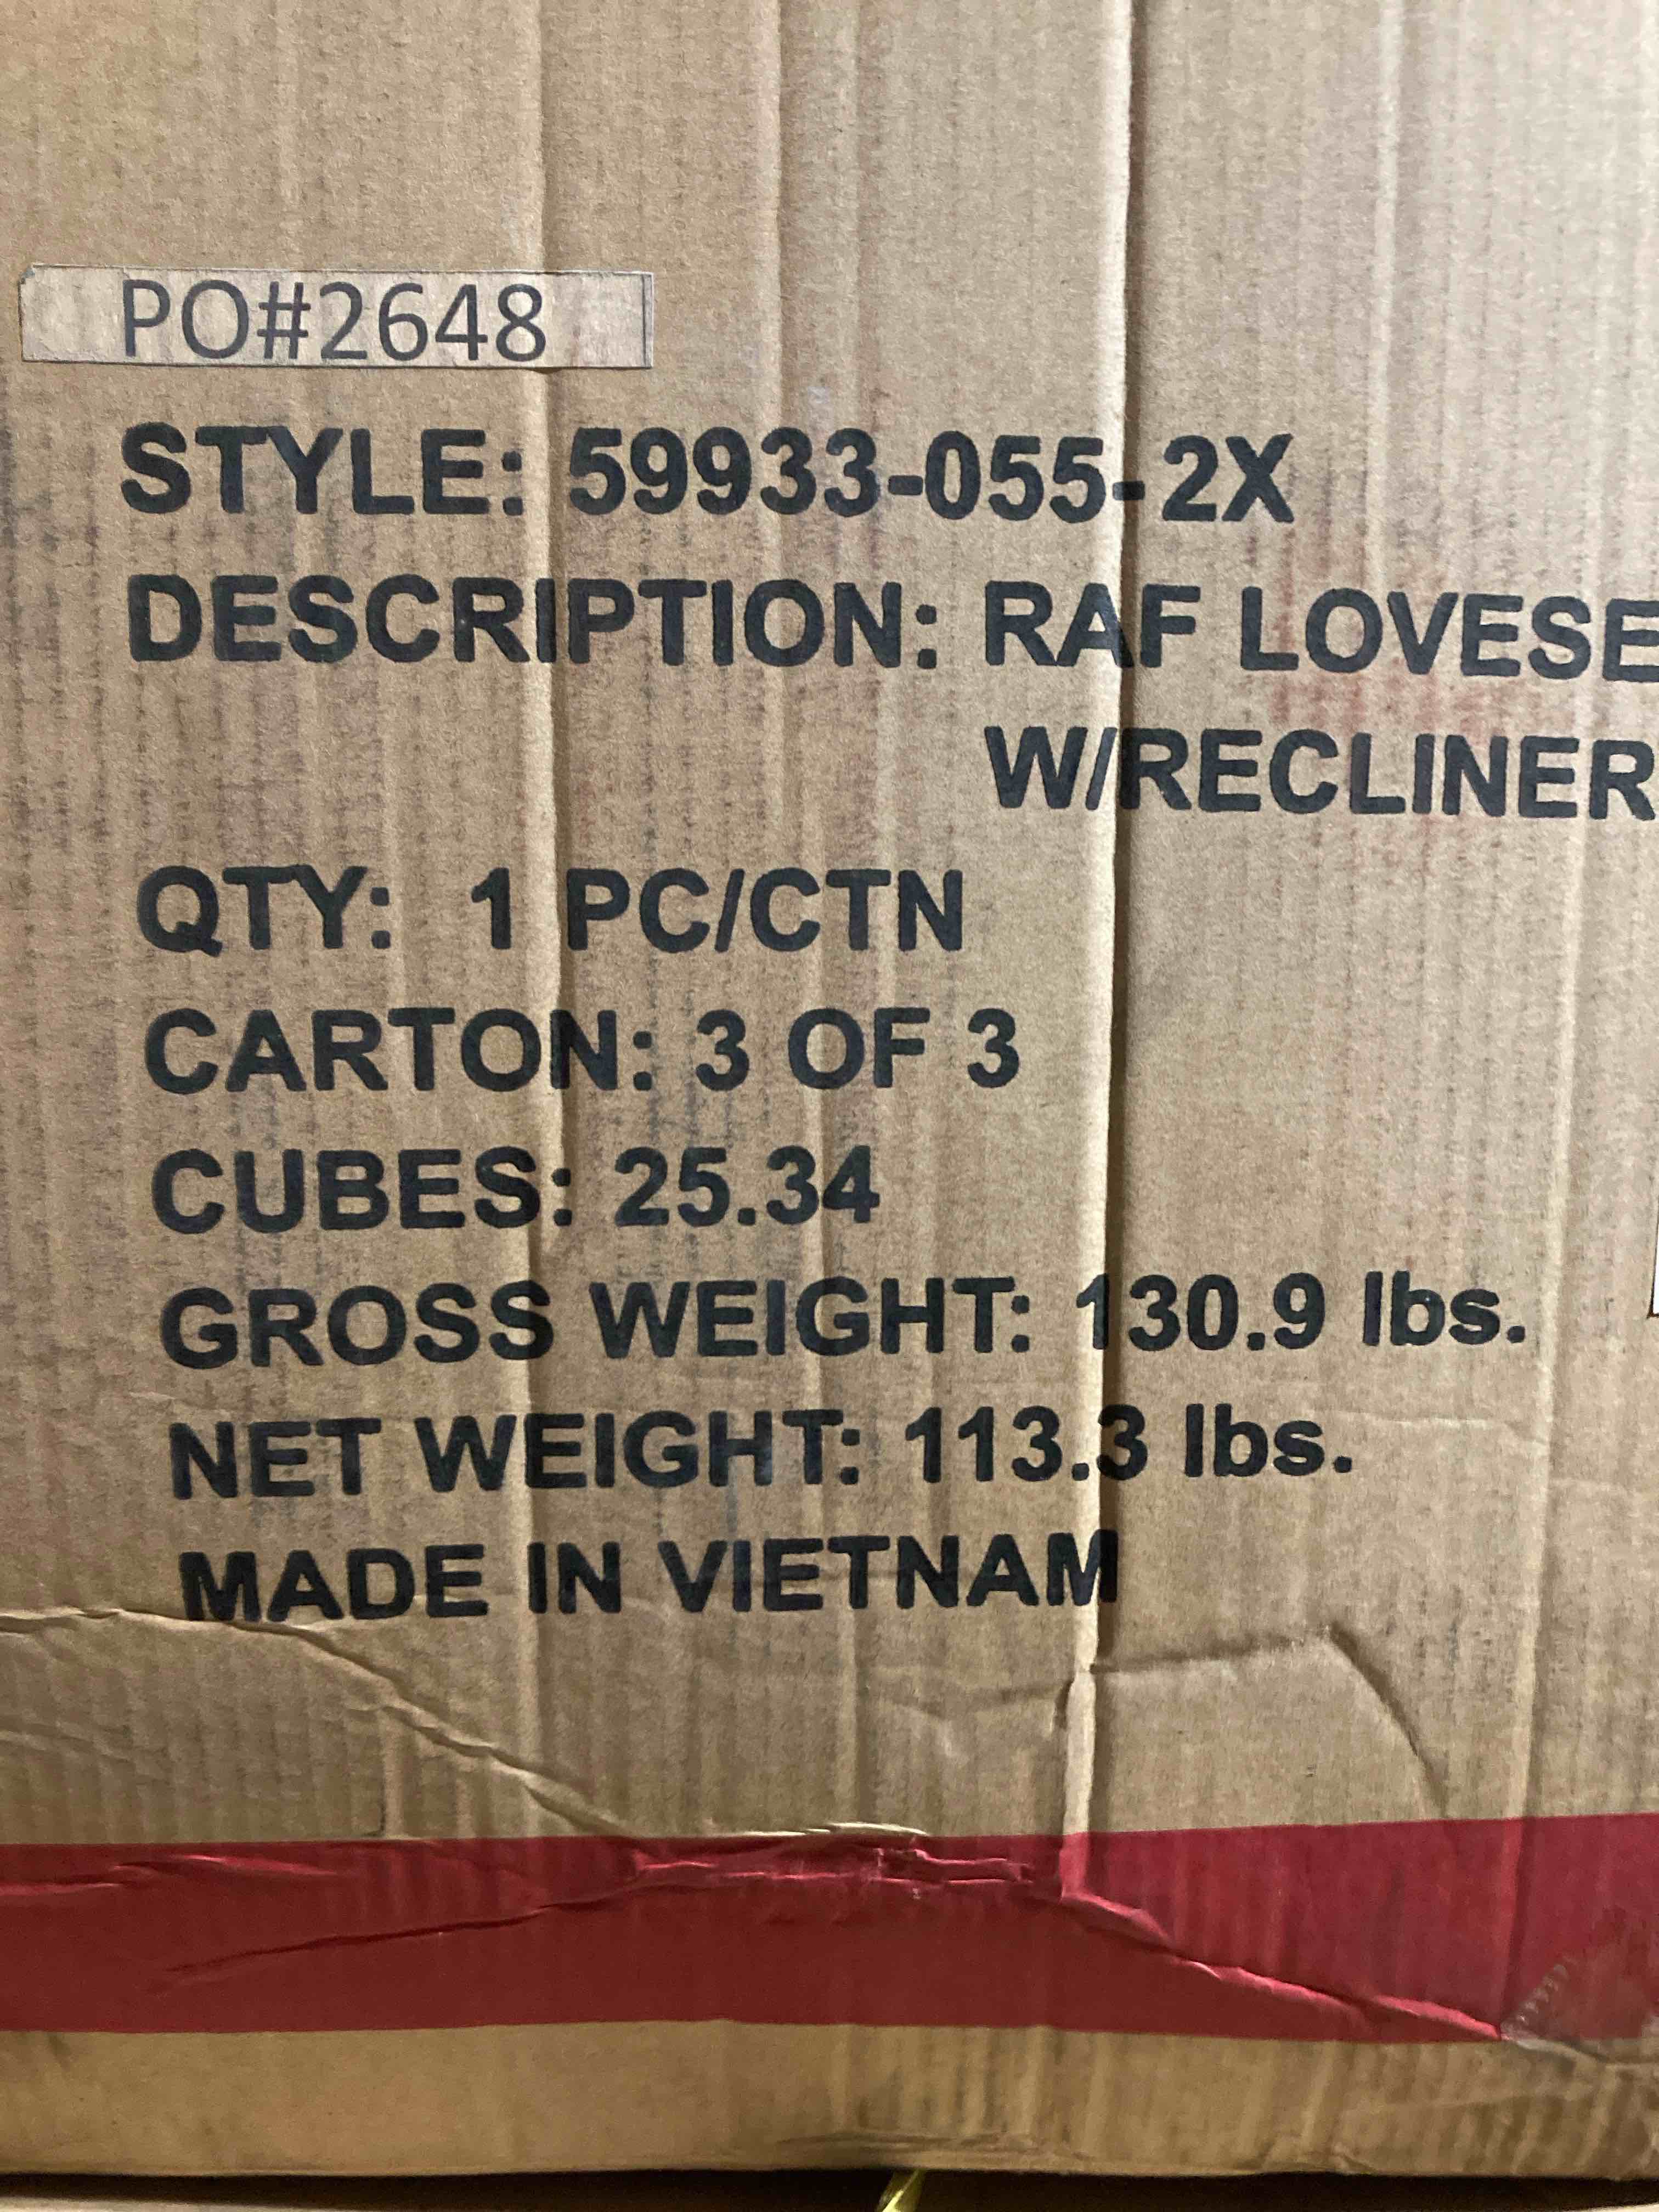 PO#2648
STYLE: 59933-055-2X
DESCRIPTION: RAF LOVESE
W/RECLINER
QTY: 1 PC/CTN
CARTON: 3 OF 3
CUBES: 25.34
GROSS WEIGHT: 130.9 lbs.
NET WEIGHT: 113.3 lbs.
MADE IN VIETNAM